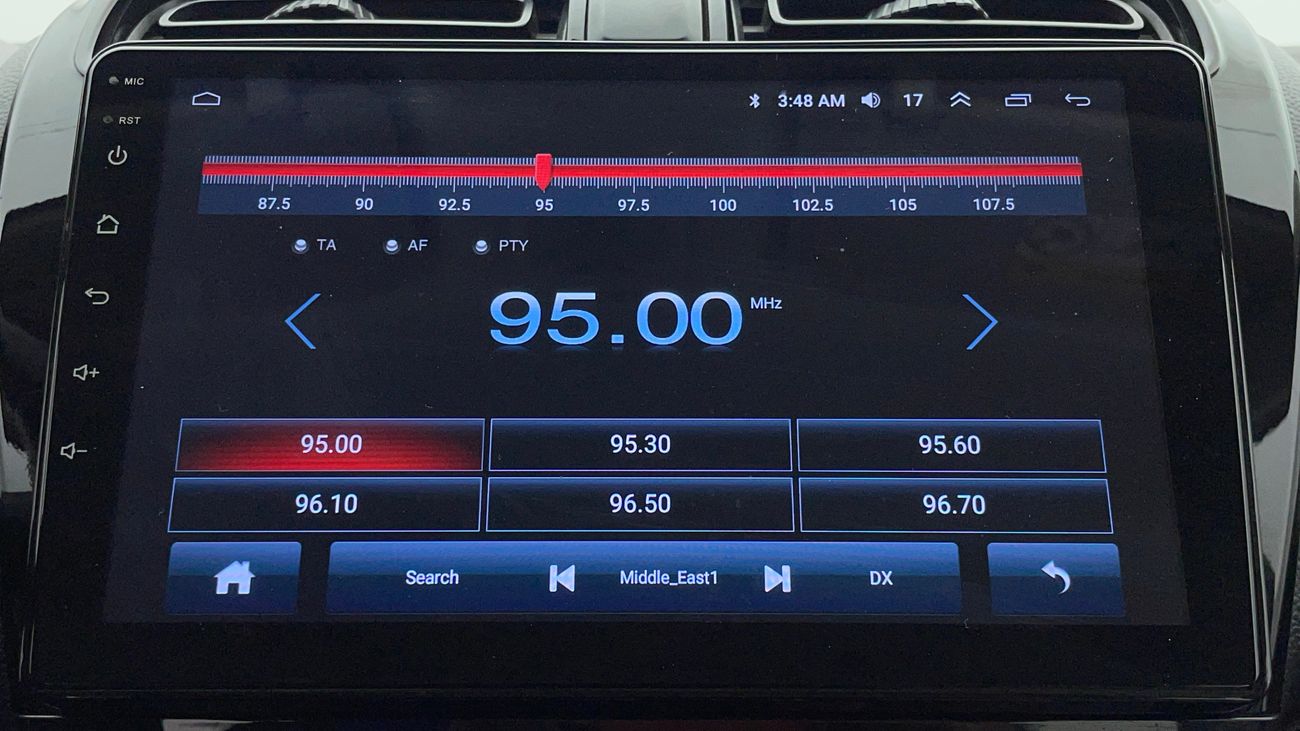 MIC
3:48 AM 17
RST
87.5 90 92.5 95 97.5 100 102.5 105 107.5
TA AF PTY
95.00 MHz
95.00 95.30 95.60
96.10 96.50 96.70
Search Middle_East1 DX